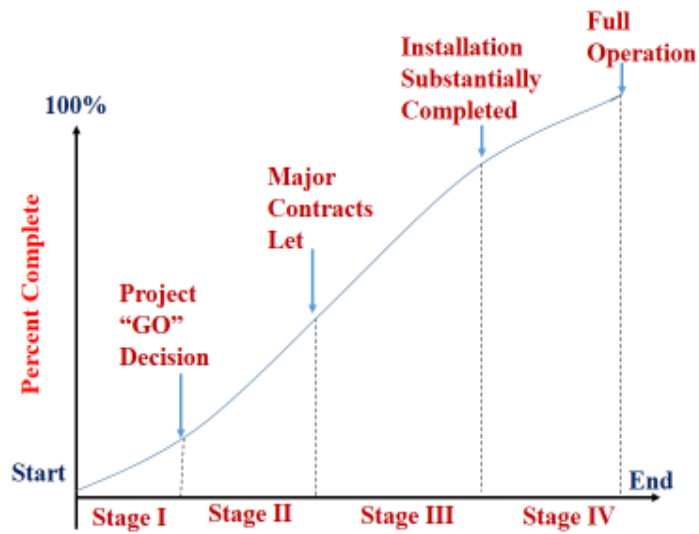 Full
Operation
Installation
Substantially
Completed
100%
Major
Contracts
Let
Percent Complete
Project
“GO”
Decision
Start
End
Stage I
Stage II
Stage III
Stage IV